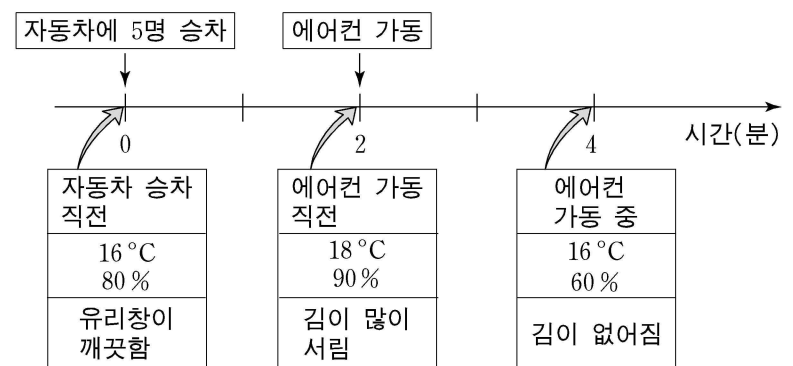 자동차에 5명 승차
에어컨 가동
0
2
4
시간(분)
자동차 승차
직전
16 ℃
80 %
유리창이
깨끗함
에어컨 가동
직전
18 ℃
90 %
김이 많이
서림
에어컨
가동 중
16 ℃
60 %
김이 없어짐